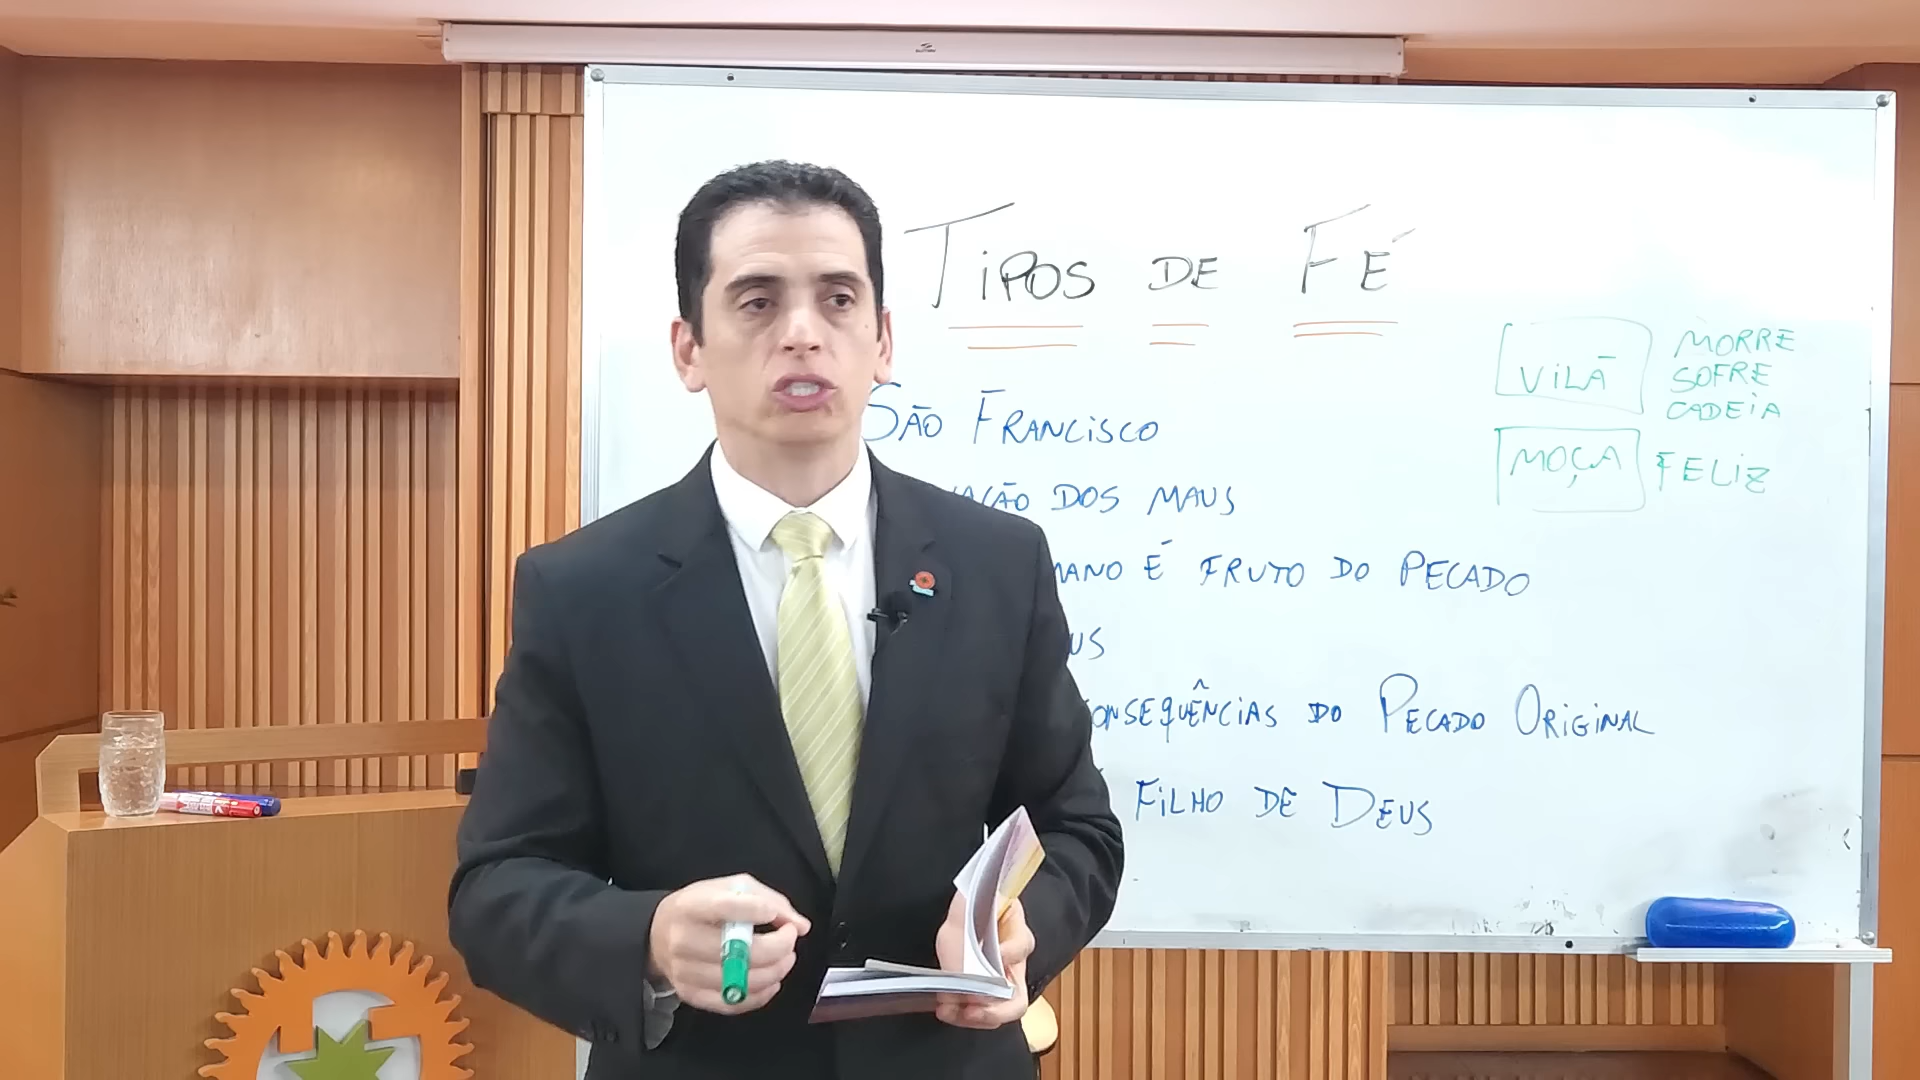 TIPOS DE FÉ
SÃO FRANCISCO
DOS MAUS
É FRUTO DO PECADO
CONSEQUÊNCIAS DO PECADO ORIGINAL
FILHO DE DEUS
VILÃ
MORRE
SOFRE
CADEIA
MOÇA
FELIZ